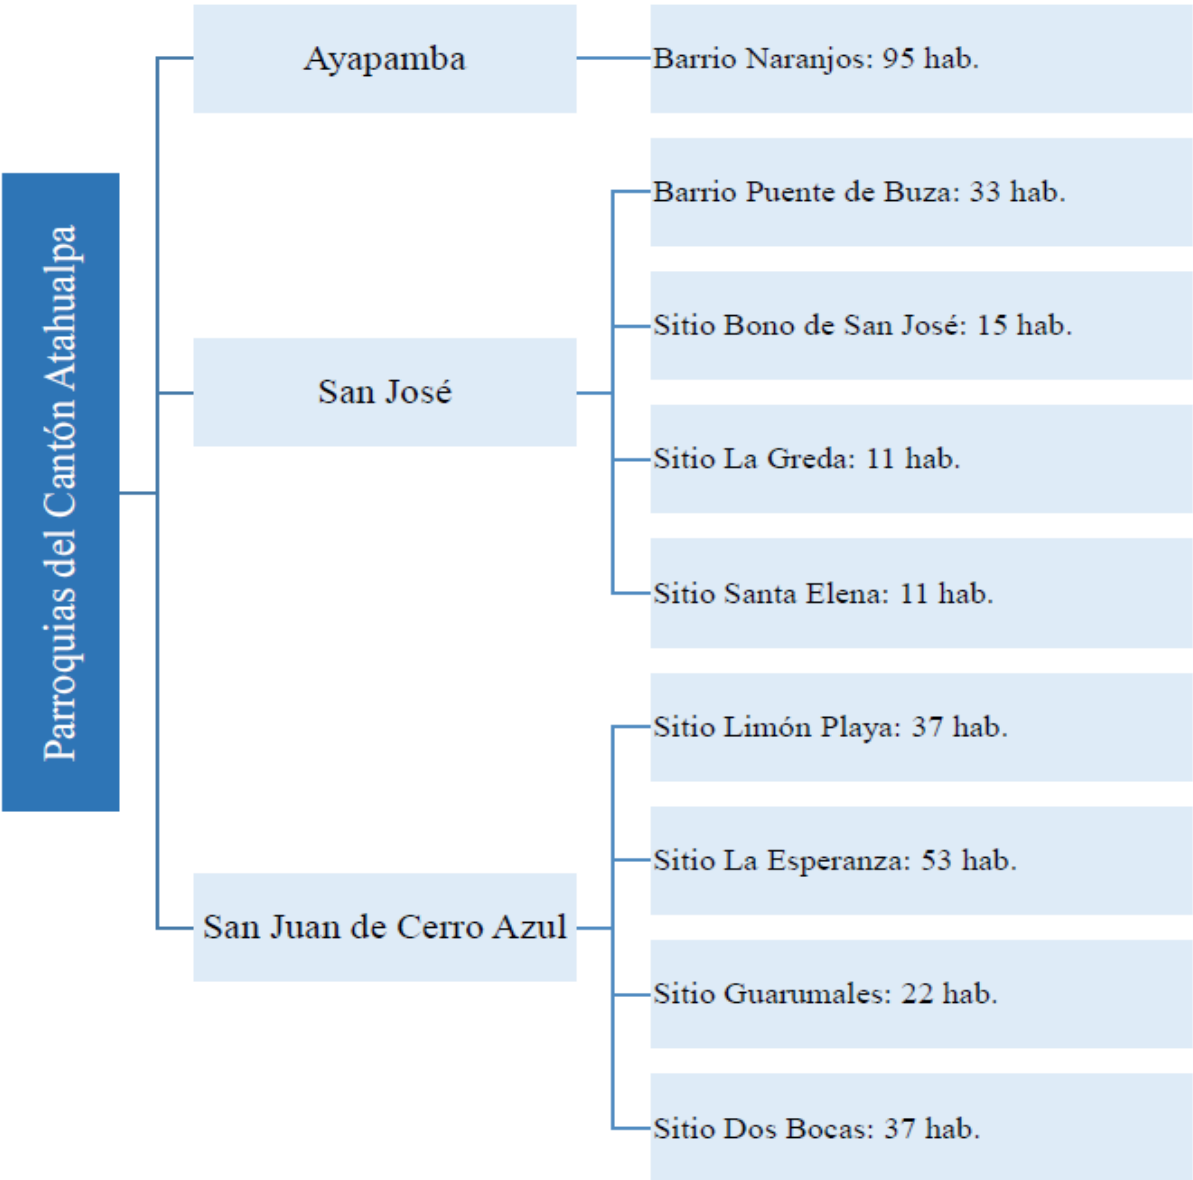 Parroquias del Cantón Atahualpa
Ayapamba
Barrio Naranjos: 95 hab.
San José
Barrio Puente de Buza: 33 hab.
Sitio Bono de San José: 15 hab.
Sitio La Greda: 11 hab.
Sitio Santa Elena: 11 hab.
San Juan de Cerro Azul
Sitio Limón Playa: 37 hab.
Sitio La Esperanza: 53 hab.
Sitio Guarumales: 22 hab.
Sitio Dos Bocas: 37 hab.